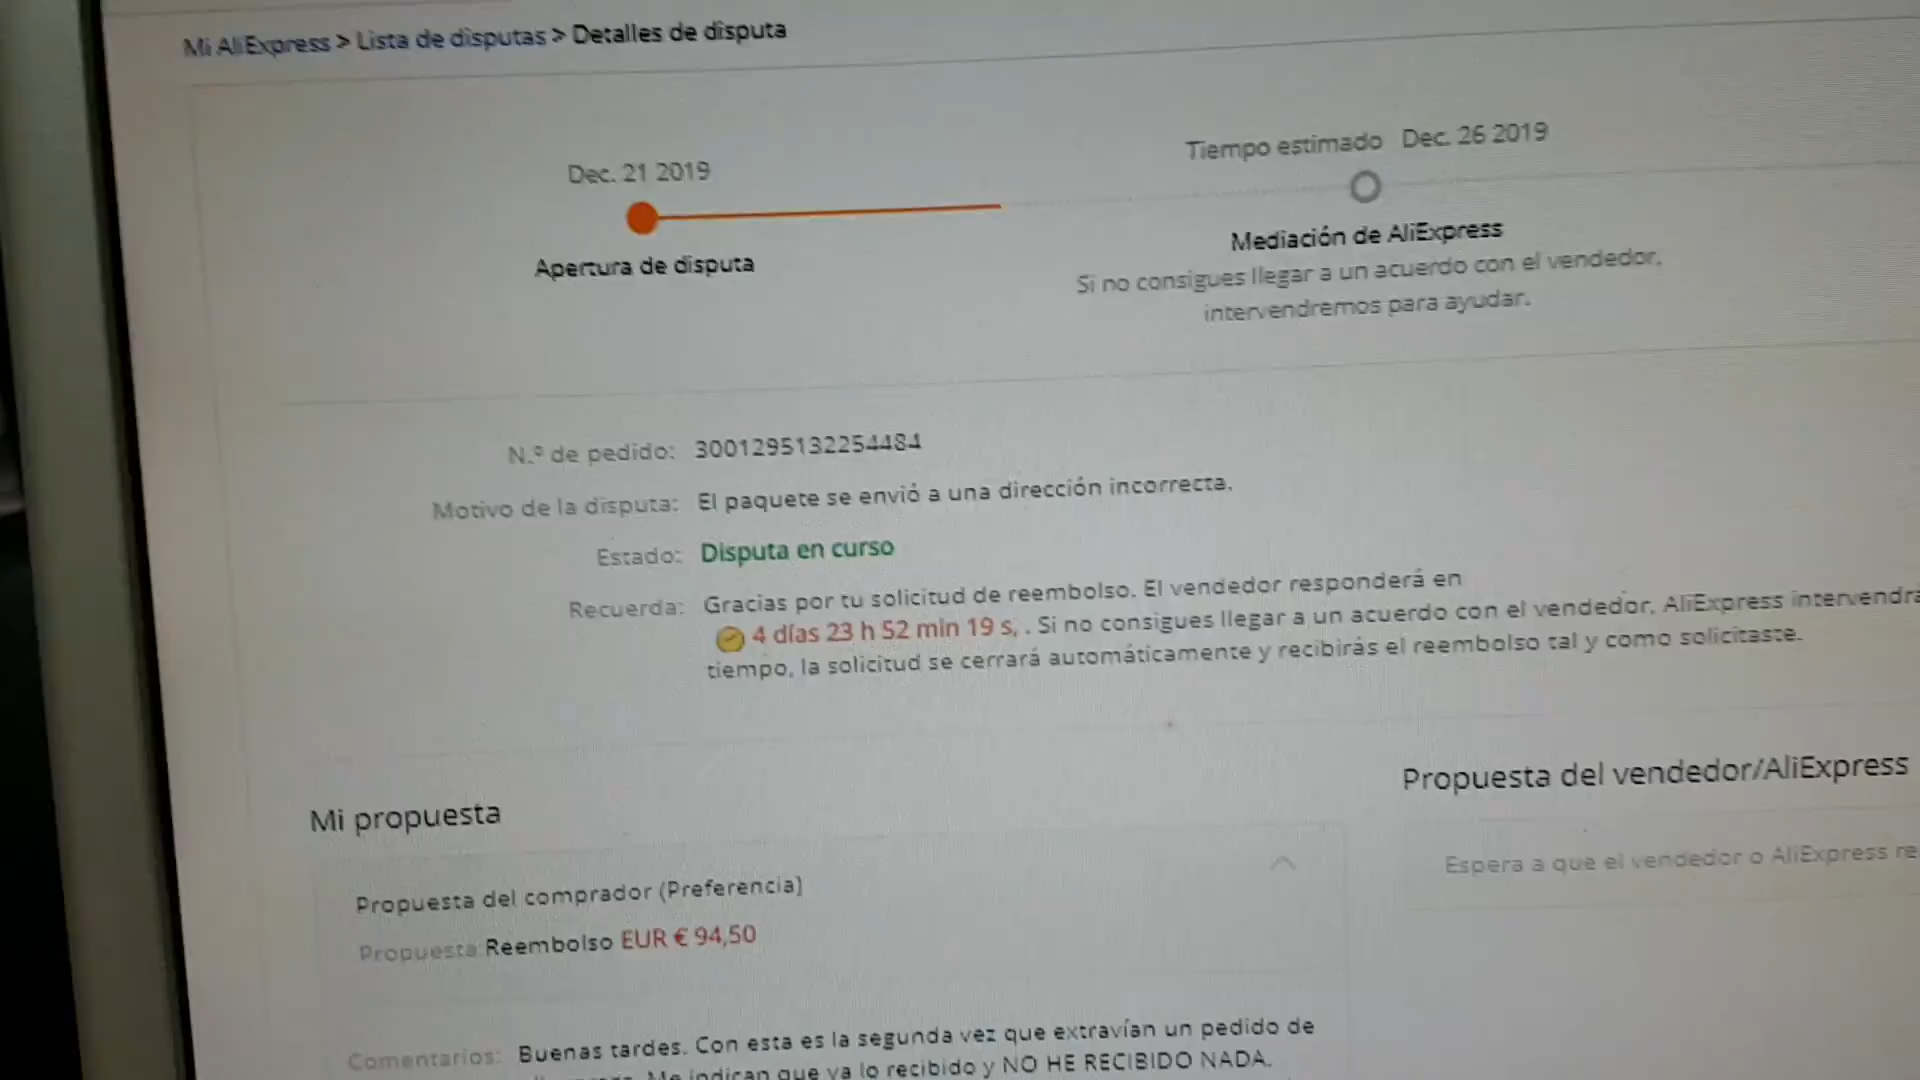 Mi AliExpress > Lista de disputas > Detalles de disputa
Dec. 21 2019
Tiempo estimado Dec. 26 2019
Apertura de disputa
Mediación de AliExpress
Si no consigues llegar a un acuerdo con el vendedor,
intervendremos para ayudar.
N.º de pedido: 3001295132254484
Motivo de la disputa: El paquete se envió a una dirección incorrecta.
Estado: Disputa en curso
Recuerda: Gracias por tu solicitud de reembolso. El vendedor responderá en
4 días 23 h 52 min 19 s, . Si no consigues llegar a un acuerdo con el vendedor, AliExpress intervendrá
tiempo, la solicitud se cerrará automáticamente y recibirás el reembolso tal y como solicitaste.
Mi propuesta
Propuesta del vendedor/AliExpress
Propuesta del comprador (Preferencia)
Espera a que el vendedor o AliExpress re
Propuesta: Reembolso EUR € 94,50
Comentarios: Buenas tardes. Con esta es la segunda vez que extravían un pedido de
Me indican que ya lo recibido y NO HE RECIBIDO NADA.